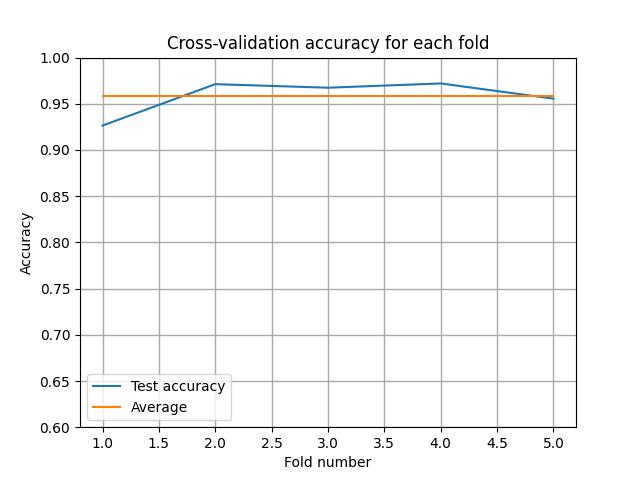 Cross-validation accuracy for each fold
1.00
0.95
0.90
0.85
0.80
0.75
0.70
0.65
0.60
Accuracy
Test accuracy
Average
1.0 1.5 2.0 2.5 3.0 3.5 4.0 4.5 5.0
Fold number